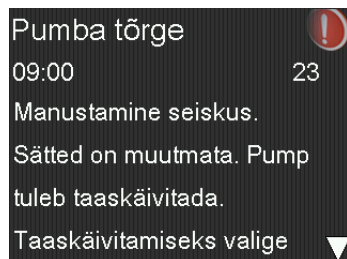 Pumba tõrge
09:00 23
Manustamine seiskus.
Sätted on muutmata. Pump
tuleb taaskäivitada.
Taaskäivitamiseks valige